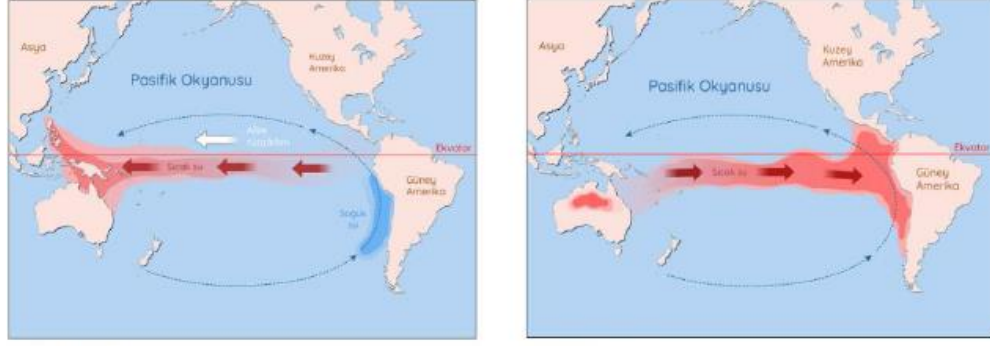 Asya
Kuzey
Amerika
Pasifik Okyanusu
Alize
rüzgârları
Ekvator
Sıcak su
Güney
Amerika
Soğuk
su
Asya
Kuzey
Amerika
Pasifik Okyanusu
Ekvator
Sıcak su
Güney
Amerika